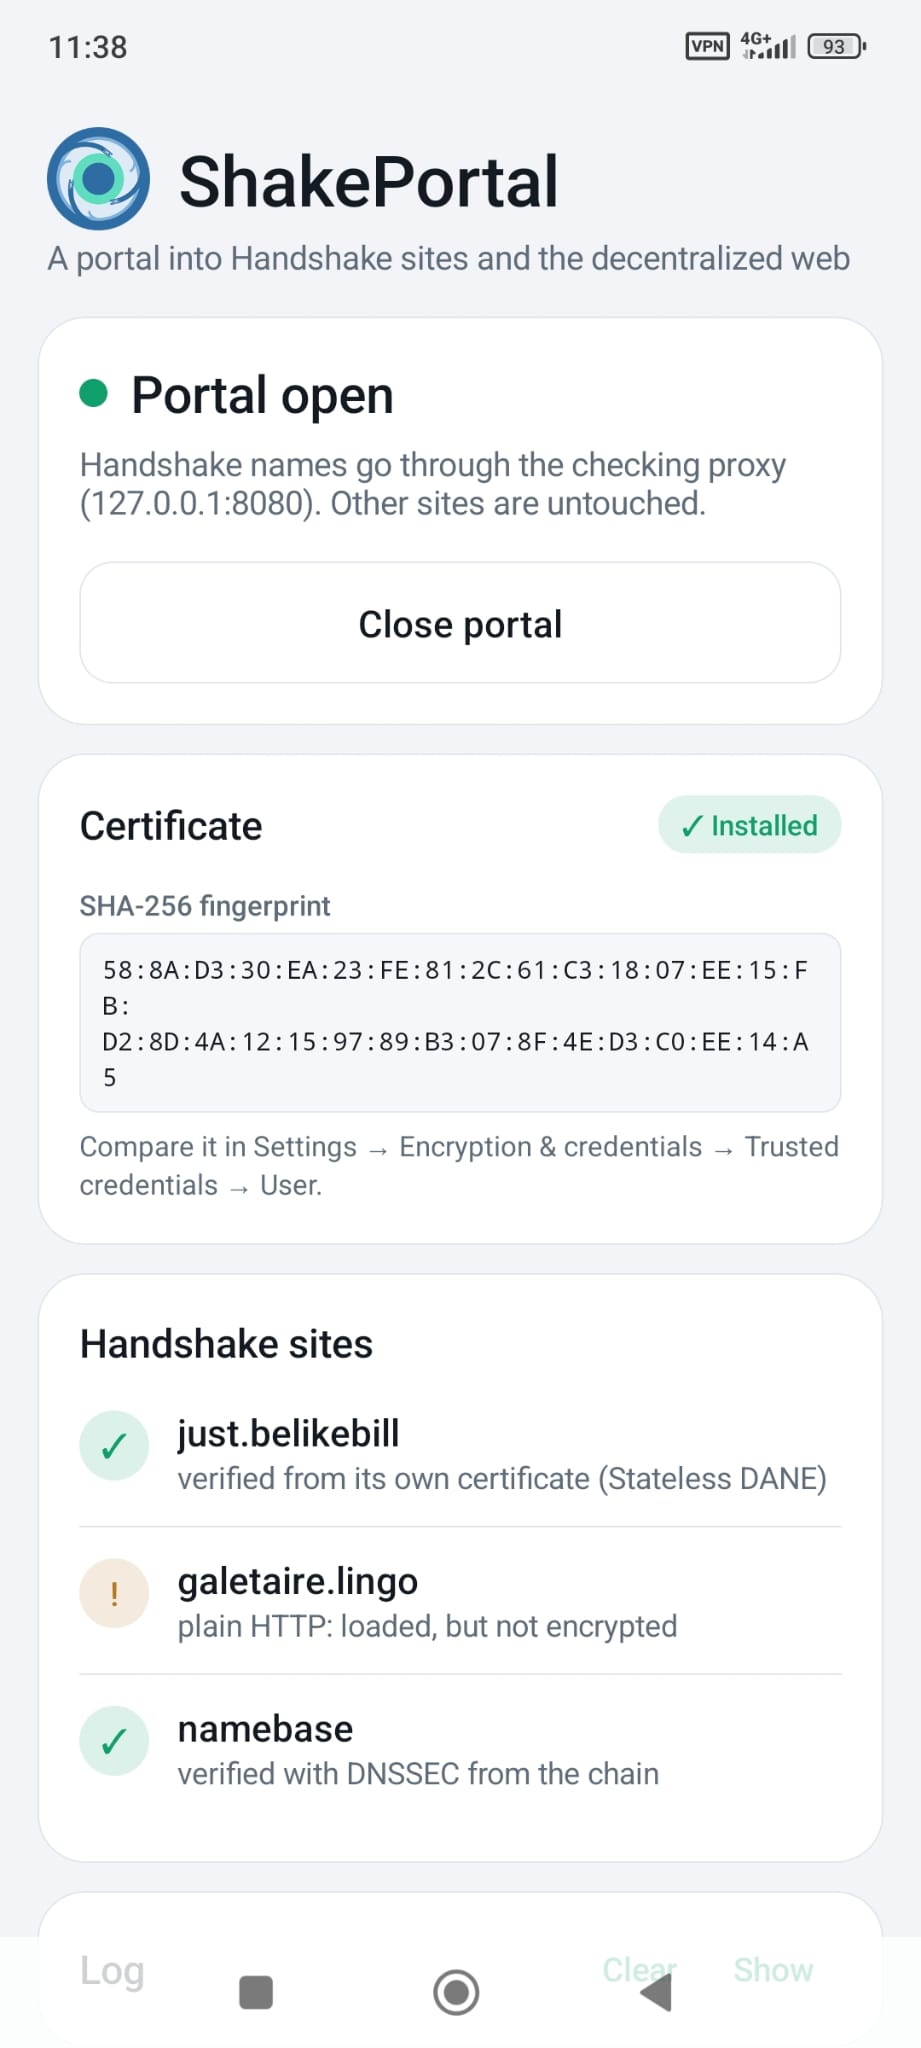 11:38
VPN 4G+ 93
ShakePortal
A portal into Handshake sites and the decentralized web
Portal open
Handshake names go through the checking proxy
(127.0.0.1:8080). Other sites are untouched.
Close portal
Certificate
✓ Installed
SHA-256 fingerprint
58:8A:D3:30:EA:23:FE:81:2C:61:C3:18:07:EE:15:F
B:
D2:8D:4A:12:15:97:89:B3:07:8F:4E:D3:C0:EE:14:A
5
Compare it in Settings → Encryption & credentials → Trusted
credentials → User.
Handshake sites
✓ just.belikebill
verified from its own certificate (Stateless DANE)
! galetaire.lingo
plain HTTP: loaded, but not encrypted
✓ namebase
verified with DNSSEC from the chain
Log
Clear
Show